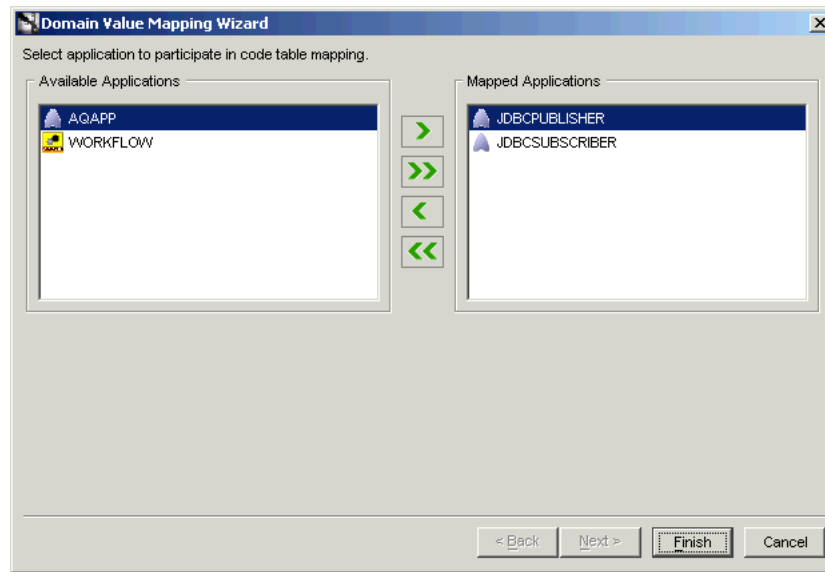 Domain Value Mapping Wizard
Select application to participate in code table mapping.
Available Applications
AQAPP
WORKFLOW
Mapped Applications
JDBCPUBLISHER
JDBCSUBSCRIBER
< Back
Next >
Finish
Cancel